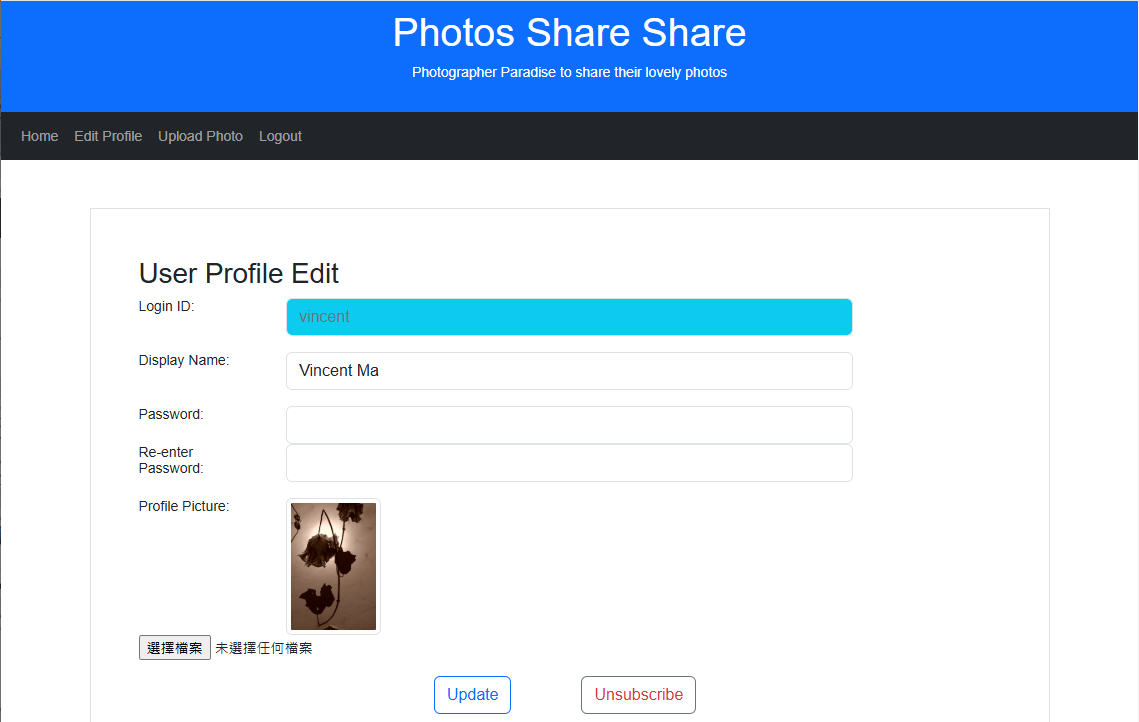 Photos Share Share
Photographer Paradise to share their lovely photos
Home Edit Profile Upload Photo Logout
User Profile Edit
Login ID: vincent
Display Name: Vincent Ma
Password:
Re-enter
Password:
Profile Picture:
選擇檔案 未選擇任何檔案
Update Unsubscribe